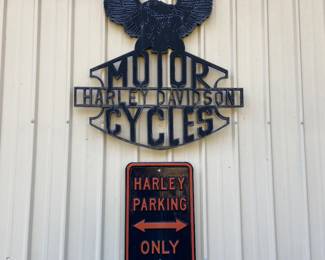 MOTOR
HARLEY DAVIDSON
CYCLES
HARLEY
PARKING
ONLY